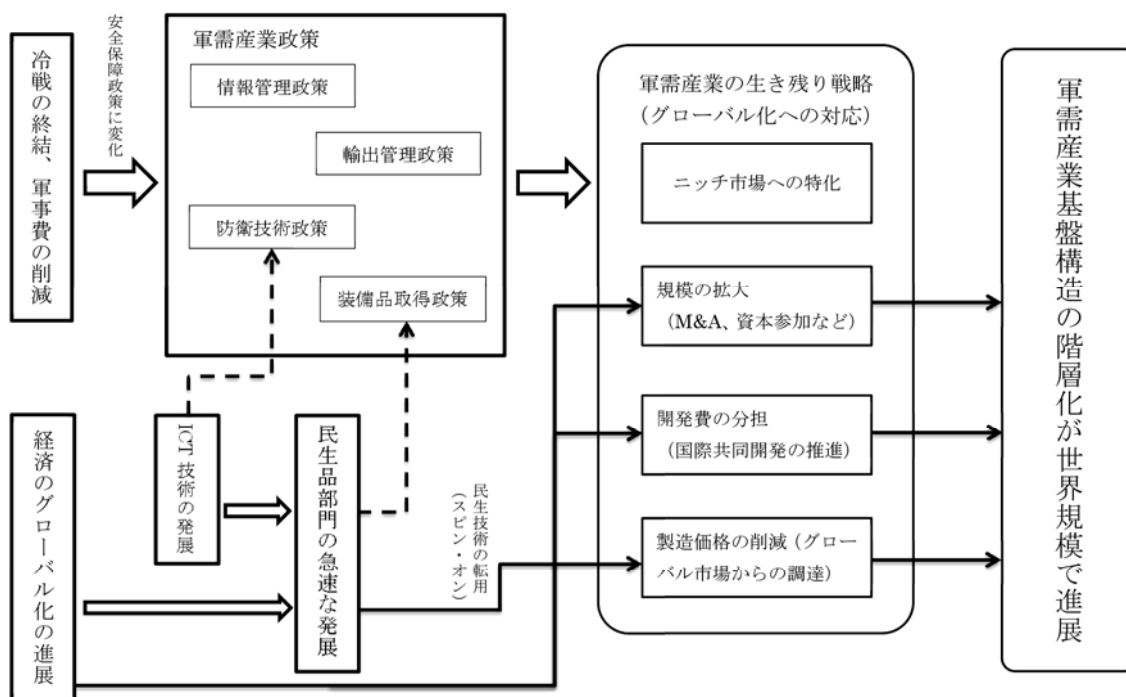 冷戦の終結、軍事費の削減
安全保障政策に変化
軍需産業政策
情報管理政策
輸出管理政策
防衛技術政策
装備品取得政策
経済のグローバル化の進展
ICT 技術の発展
民生品部門の急速な発展
民生技術の転用
(スピン・オン)
軍需産業の生き残り戦略
(グローバル化への対応)
ニッチ市場への特化
規模の拡大
(M&A、資本参加など)
開発費の分担
(国際共同開発の推進)
製造価格の削減 (グロー
バル市場からの調達)
軍需産業基盤構造の階層化が世界規模で進展